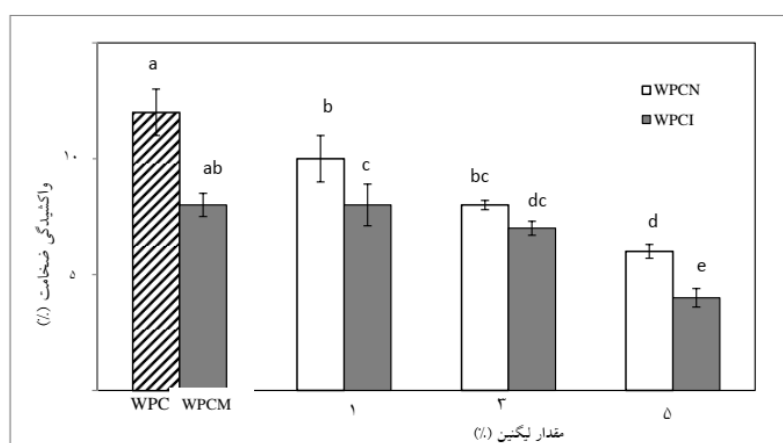 a
ab
b
c
bc
dc
d
e
WPCN
WPCI
۱۰
۵
واکشیدگی ضخامت (٪)
WPC WPCM ۱ ۳ ۵
مقدار لیگنین (٪)